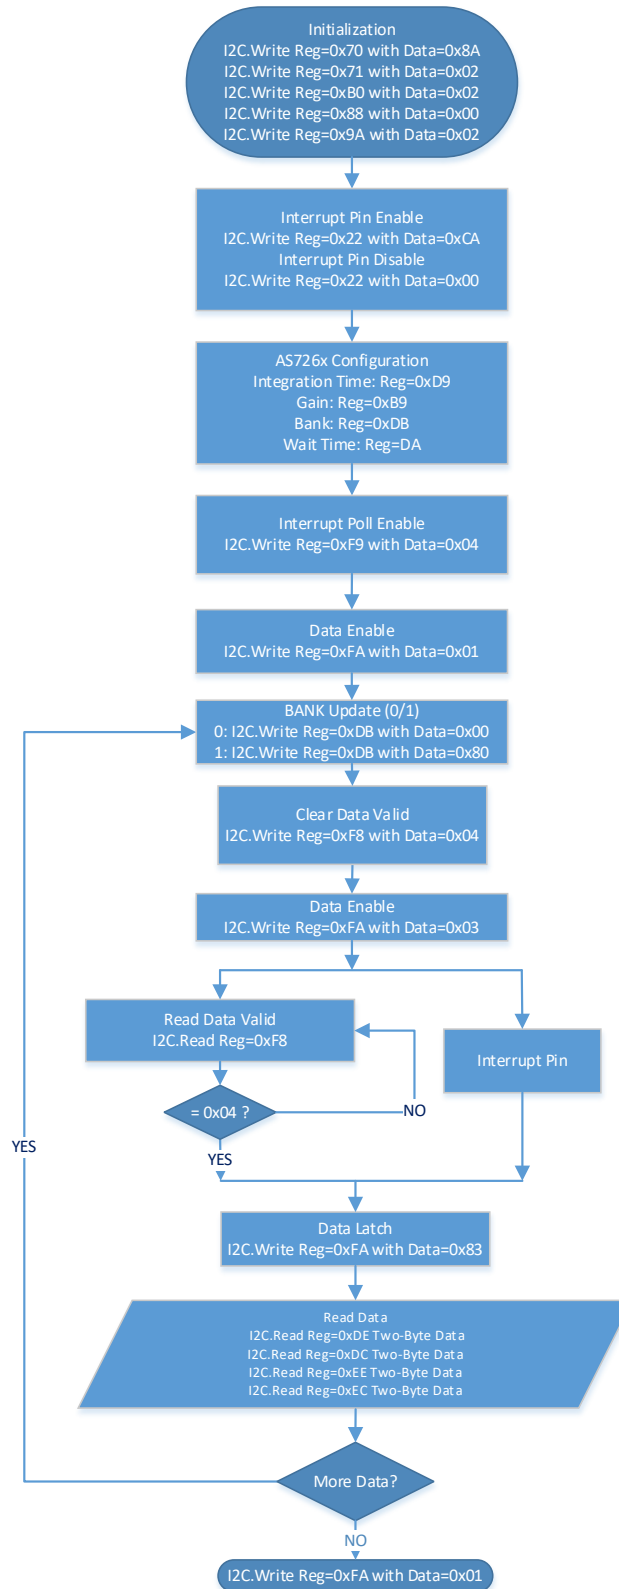 Initialization
I2C.Write Reg=0x70 with Data=0x8A
I2C.Write Reg=0x71 with Data=0x02
I2C.Write Reg=0xB0 with Data=0x02
I2C.Write Reg=0x88 with Data=0x00
I2C.Write Reg=0x9A with Data=0x02
Interrupt Pin Enable
I2C.Write Reg=0x22 with Data=0xCA
Interrupt Pin Disable
I2C.Write Reg=0x22 with Data=0x00
AS726x Configuration
Integration Time: Reg=0xD9
Gain: Reg=0xB9
Bank: Reg=0xDB
Wait Time: Reg=DA
Interrupt Poll Enable
I2C.Write Reg=0xF9 with Data=0x04
Data Enable
I2C.Write Reg=0xFA with Data=0x01
BANK Update (0/1)
0: I2C.Write Reg=0xDB with Data=0x00
1: I2C.Write Reg=0xDB with Data=0x80
Clear Data Valid
I2C.Write Reg=0xF8 with Data=0x04
Data Enable
I2C.Write Reg=0xFA with Data=0x03
Read Data Valid
I2C.Read Reg=0xF8
Interrupt Pin
= 0x04 ?
NO
YES
YES
Data Latch
I2C.Write Reg=0xFA with Data=0x83
Read Data
I2C.Read Reg=0xDE Two-Byte Data
I2C.Read Reg=0xDC Two-Byte Data
I2C.Read Reg=0xEE Two-Byte Data
I2C.Read Reg=0xEC Two-Byte Data
More Data?
NO
I2C.Write Reg=0xFA with Data=0x01